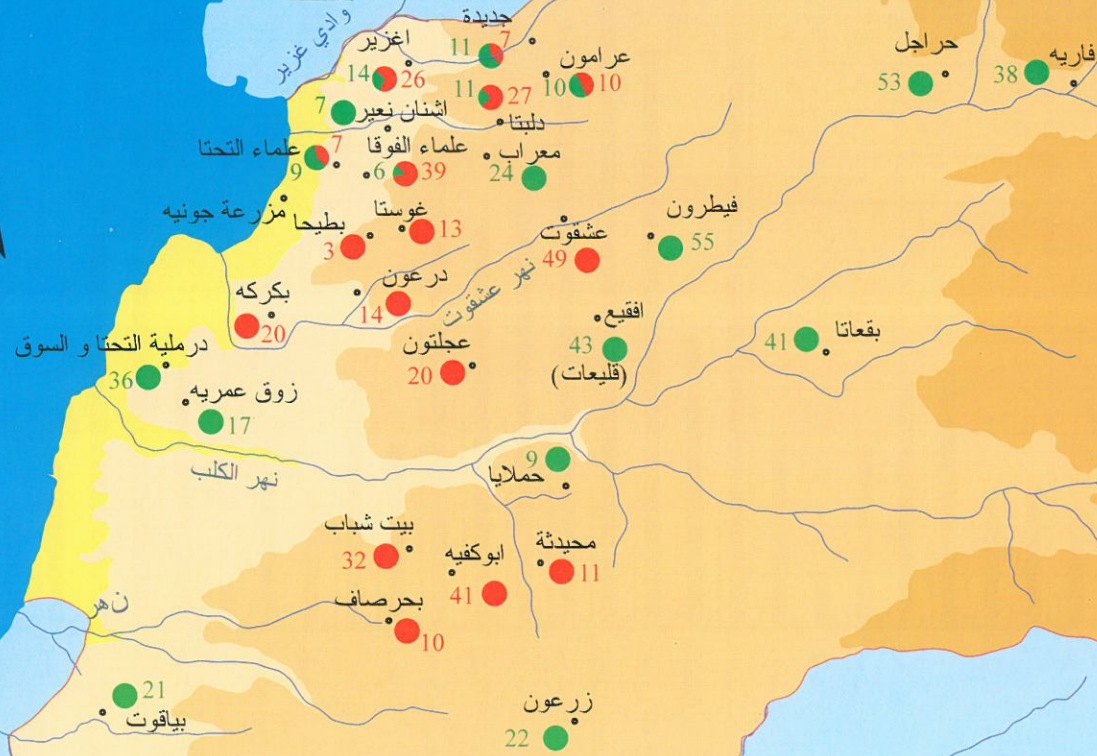 وادي غزير
جديدة
11 7
اغزير
14 26
عرامون
10 10
حراجل
53
فاريه
38
11 27
دلبتا
7
اشنان نعير
علماء التحتا
7
9
علماء الفوقا
6 39
معراب
24
مزرعة جونيه
بطيحا
3
غوستا
13
عشقوت
49
فيطرون
55
نهر عشقوت
درعون
14
بكركه
20
افقيع
43
(قليعات)
بقعاتا
41
درملية التحتا و السوق
36
عجلتون
20
زوق عمريه
17
نهر الكلب
9
حملايا
بيت شباب
32
ابوكفيه
41
محيدثة
11
نهر
بحرصاف
10
21
بياقوت
زرعون
22